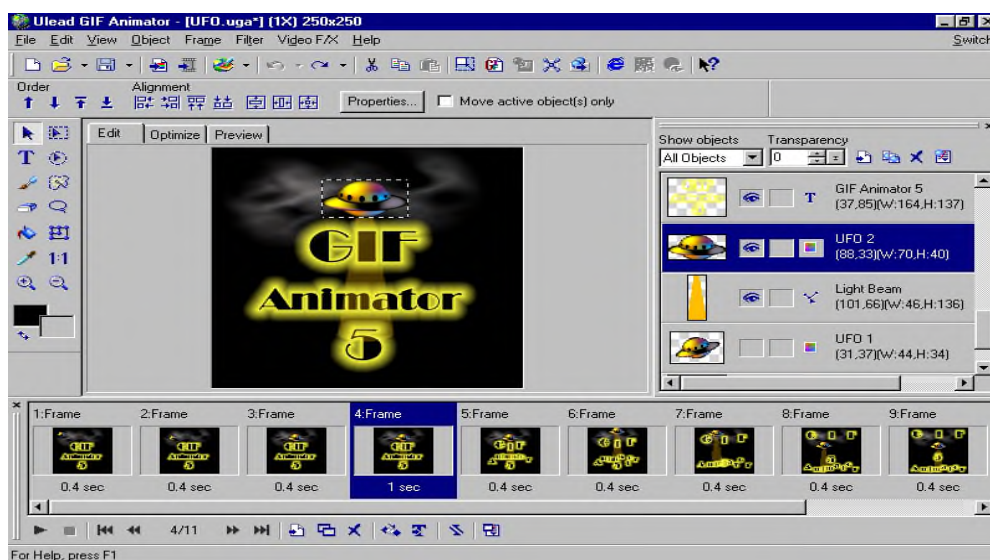 Ulead GIF Animator - [UFO.uga*] (1X) 250x250
File Edit View Object Frame Filter Video F/X Help Switch
Order
Alignment
Properties...
Move active object(s) only
Edit Optimize Preview
T
1:1
GIF
Animator
5
Show objects Transparency
All Objects 0
GIF Animator 5
(37,85)(W:164,H:137)
UFO 2
(88,33)(W:70,H:40)
Light Beam
(101,66)(W:46,H:136)
UFO 1
(31,37)(W:44,H:34)
1:Frame 2:Frame 3:Frame 4:Frame 5:Frame 6:Frame 7:Frame 8:Frame 9:Frame
0.4 sec 0.4 sec 0.4 sec 1 sec 0.4 sec 0.4 sec 0.4 sec 0.4 sec 0.4 sec
4/11
For Help, press F1